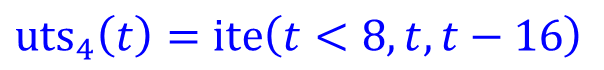 uts₄(t) = ite(t < 8, t, t − 16)